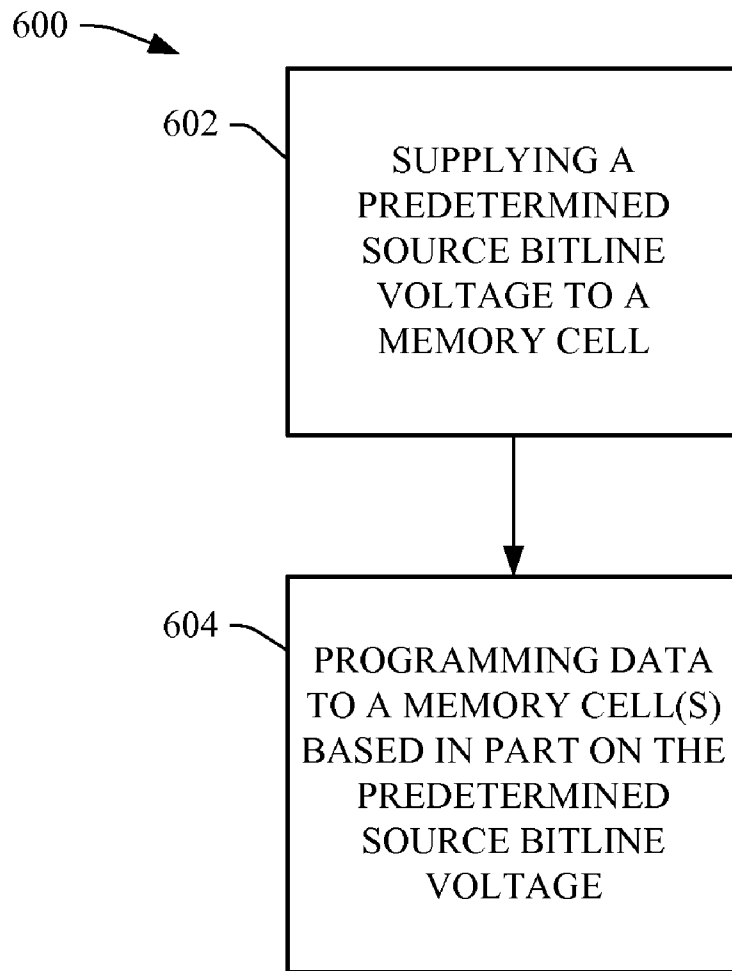 600
602
SUPPLYING A
PREDETERMINED
SOURCE BITLINE
VOLTAGE TO A
MEMORY CELL
604
PROGRAMMING DATA
TO A MEMORY CELL(S)
BASED IN PART ON THE
PREDETERMINED
SOURCE BITLINE
VOLTAGE